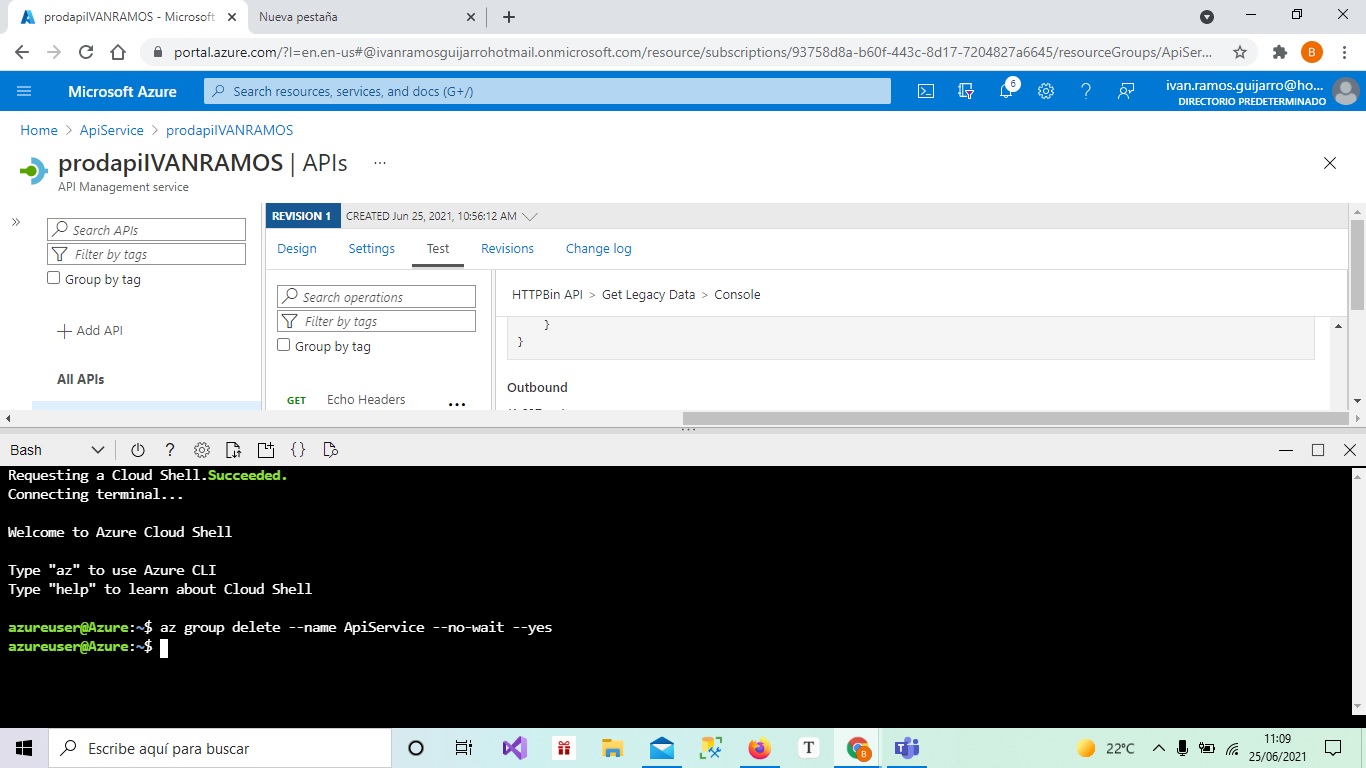 prodapiIVANRAMOS - Microsoft
Nueva pestaña
portal.azure.com/?l=en.en-us#@ivanramosguijarrohotmail.onmicrosoft.com/resource/subscriptions/93758d8a-b60f-443c-8d17-7204827a6645/resourceGroups/ApiSer...
B
Microsoft Azure
Search resources, services, and docs (G+/)
6
ivan.ramos.guijarro@ho...
DIRECTORIO PREDETERMINADO
Home > ApiService > prodapiIVANRAMOS
prodapiIVANRAMOS | APIs ...
API Management service
Search APIs
Filter by tags
Group by tag
+ Add API
All APIs
REVISION 1 CREATED Jun 25, 2021, 10:56:12 AM
Design Settings Test Revisions Change log
Search operations
Filter by tags
Group by tag
GET Echo Headers ...
HTTPBin API > Get Legacy Data > Console
}
}
Outbound
Bash
Requesting a Cloud Shell.Succeeded.
Connecting terminal...
Welcome to Azure Cloud Shell
Type "az" to use Azure CLI
Type "help" to learn about Cloud Shell
azureuser@Azure:~$ az group delete --name ApiService --no-wait --yes
azureuser@Azure:~$
Escribe aquí para buscar
T
B
22°C
11:09
25/06/2021